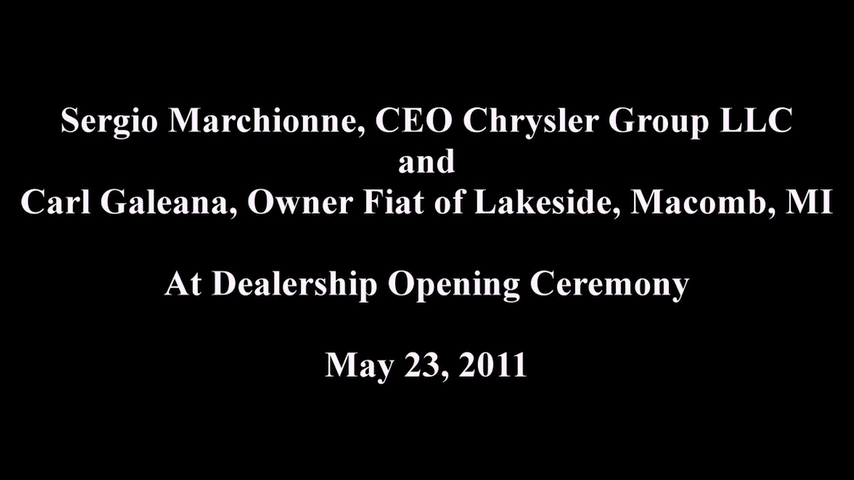 Sergio Marchionne, CEO Chrysler Group LLC
and
Carl Galeana, Owner Fiat of Lakeside, Macomb, MI
At Dealership Opening Ceremony
May 23, 2011